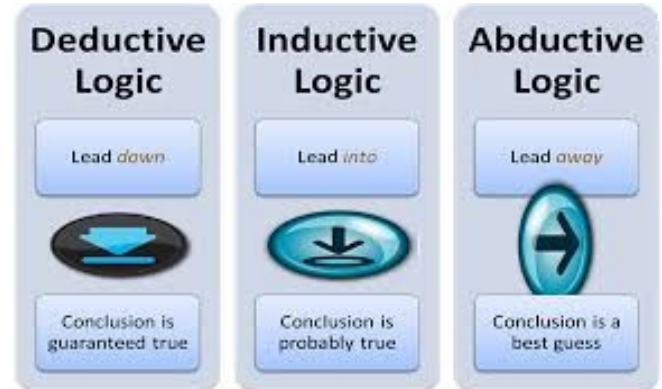 Deductive
Logic
Lead down
Conclusion is
guaranteed true
Inductive
Logic
Lead into
Conclusion is
probably true
Abductive
Logic
Lead away
Conclusion is a
best guess